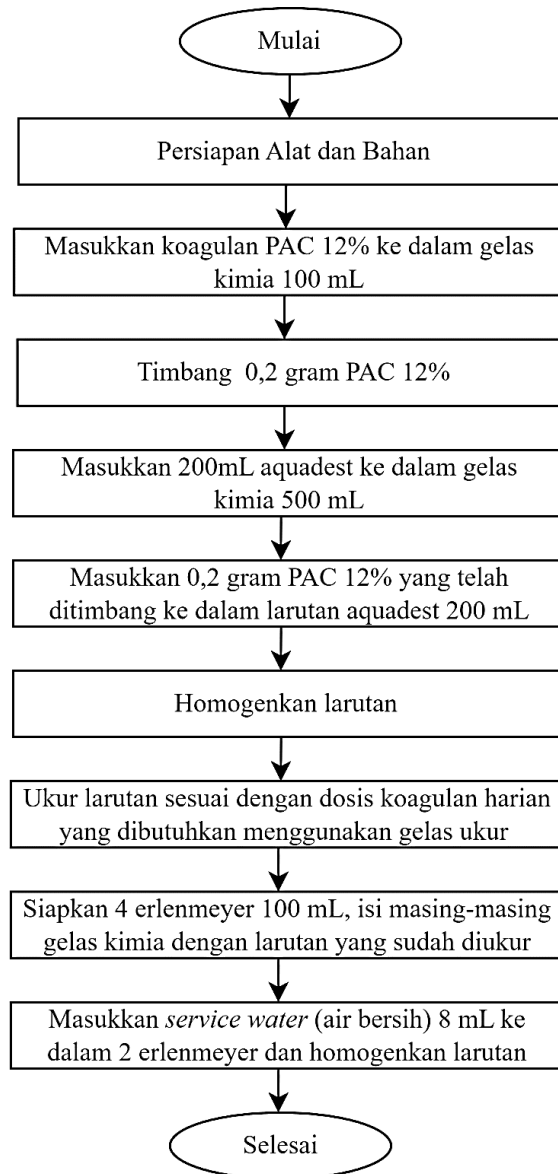 Mulai
Persiapan Alat dan Bahan
Masukkan koagulan PAC 12% ke dalam gelas
kimia 100 mL
Timbang 0,2 gram PAC 12%
Masukkan 200mL aquadest ke dalam gelas
kimia 500 mL
Masukkan 0,2 gram PAC 12% yang telah
ditimbang ke dalam larutan aquadest 200 mL
Homogenkan larutan
Ukur larutan sesuai dengan dosis koagulan harian
yang dibutuhkan menggunakan gelas ukur
Siapkan 4 erlenmeyer 100 mL, isi masing-masing
gelas kimia dengan larutan yang sudah diukur
Masukkan service water (air bersih) 8 mL ke
dalam 2 erlenmeyer dan homogenkan larutan
Selesai